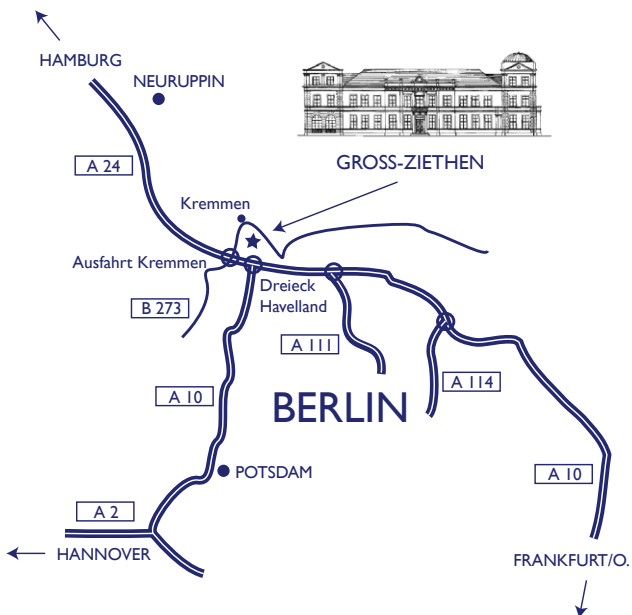 HAMBURG
NEURUPPIN
A 24
GROSS-ZIETHEN
Kremmen
Ausfahrt Kremmen
Dreieck
Havelland
B 273
A 111
A 10
BERLIN
A 114
POTSDAM
A 10
A 2
HANNOVER
FRANKFURT/O.